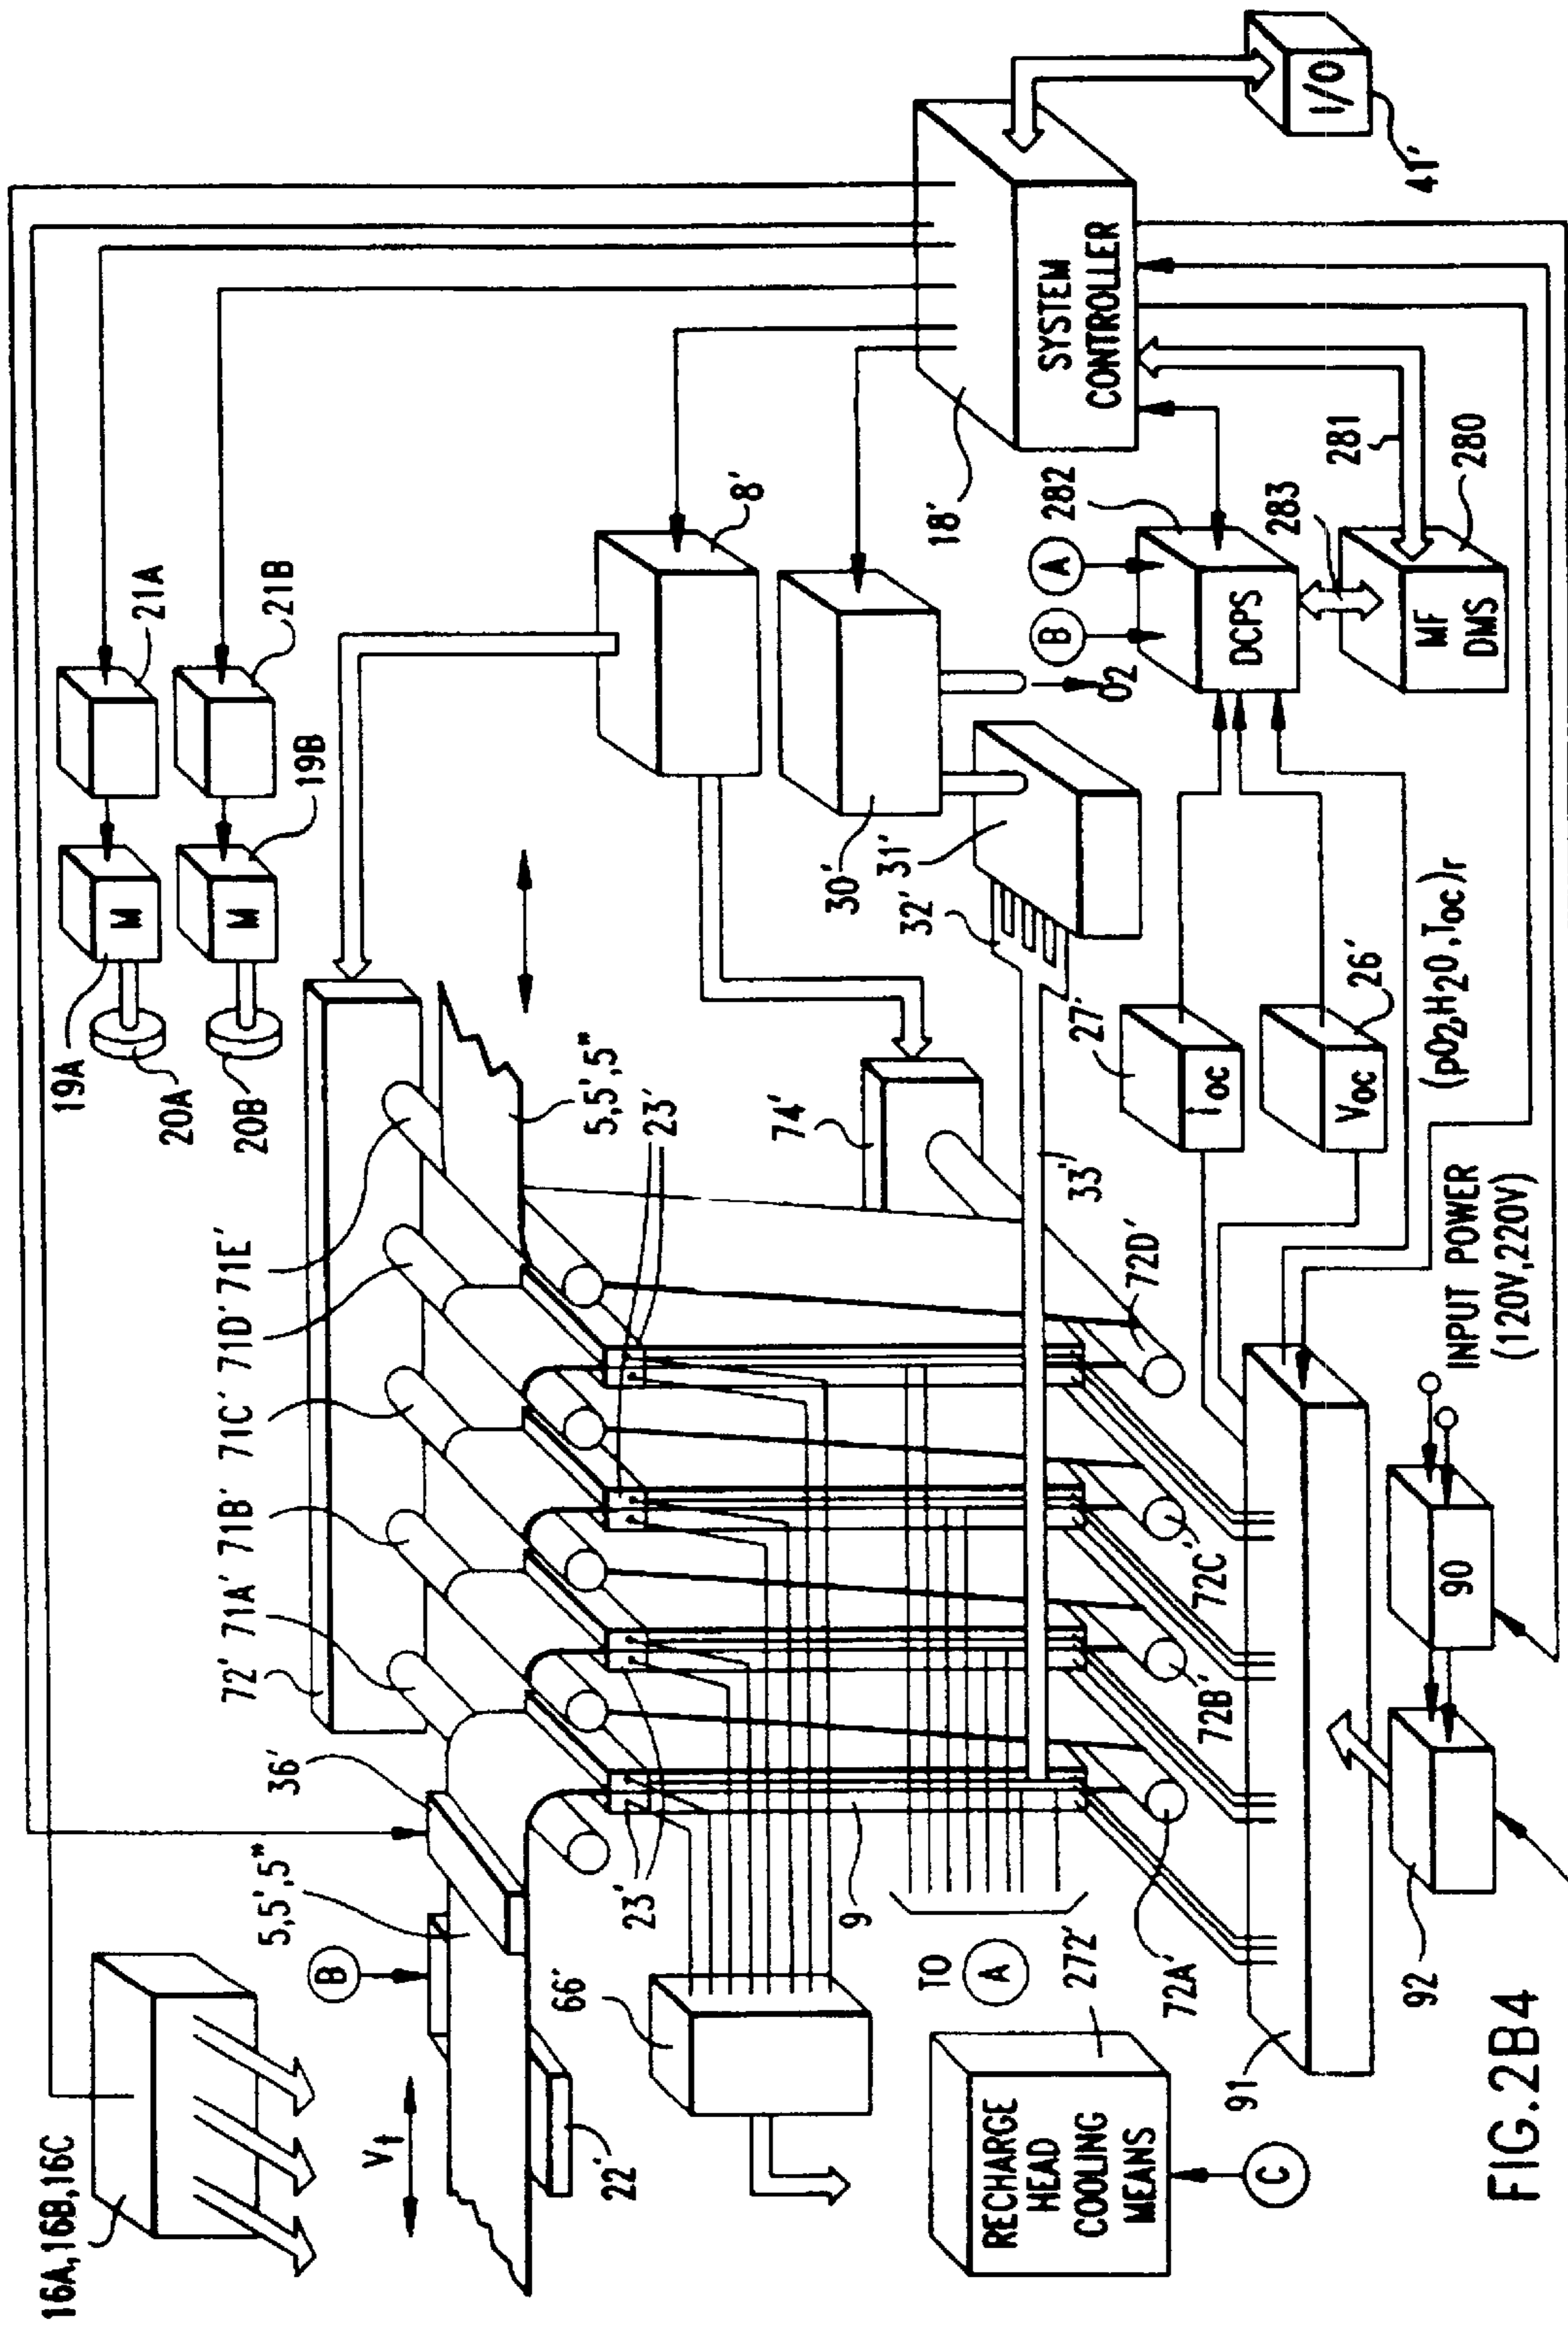 16A,16B,16C
19A
M
21A
20A
19B
M
21B
20B
Vt
B
5,5',5"
36'
72'
71A'
71B'
71C'
71D'
71E'
5,5',5"
23'
22'
66'
23'
9
74'
8'
30'
O2
31'
32'
33'
18'
SYSTEM
CONTROLLER
I/O
41'
TO
A
272'
RECHARGE
HEAD
COOLING
MEANS
C
72A'
72B'
72C'
72D'
27'
ioc
Voc
26'
(pO2,H2O,Toc)r
B
A
282
DCPS
283
281
MF
DMS
280
91
92
90
INPUT POWER
(120V,220V)
FIG.2B4